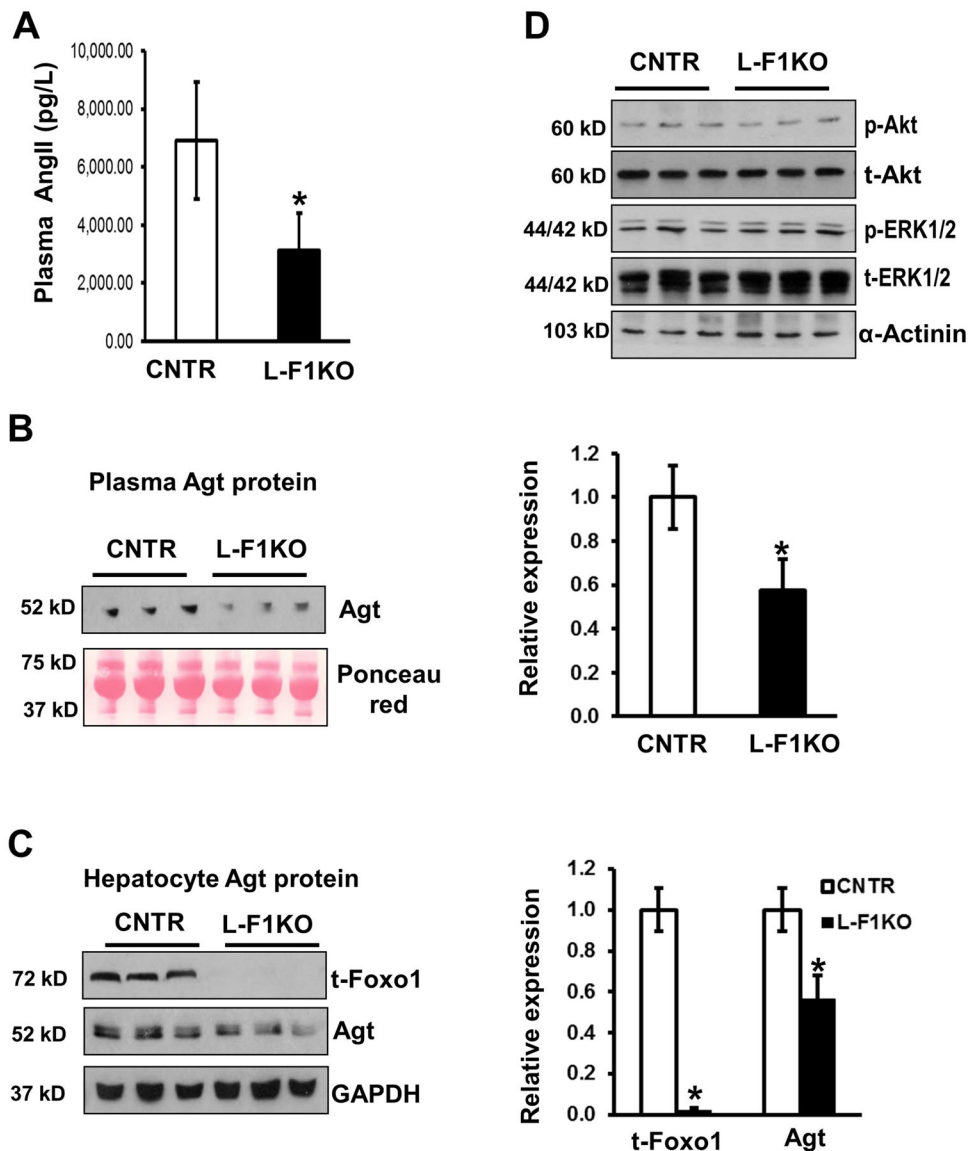 A
Plasma AngII (pg/L)
10,000.00
8,000.00
6,000.00
4,000.00
2,000.00
0.00
*
CNTR L-F1KO
D
CNTR L-F1KO
60 kD p-Akt
60 kD t-Akt
44/42 kD p-ERK1/2
44/42 kD t-ERK1/2
103 kD α-Actinin
B
Plasma Agt protein
CNTR L-F1KO
52 kD Agt
75 kD
37 kD
Ponceau
red
Relative expression
1.2
1.0
0.8
0.6
0.4
0.2
0.0
*
CNTR L-F1KO
C
Hepatocyte Agt protein
CNTR L-F1KO
72 kD t-Foxo1
52 kD Agt
37 kD GAPDH
Relative expression
1.2
1.0
0.8
0.6
0.4
0.2
0.0
CNTR
L-F1KO
*
*
t-Foxo1 Agt